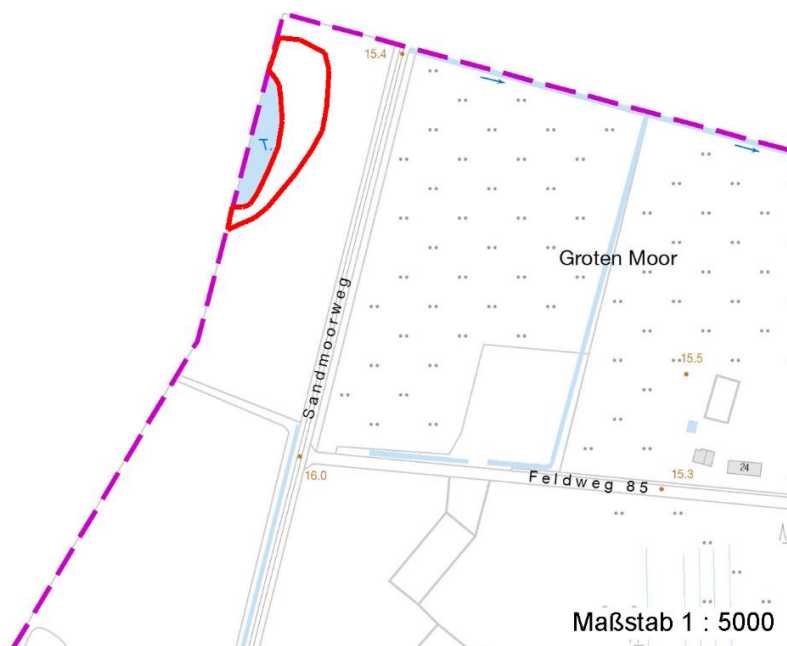 15.4
T.
Groten Moor
Sandmoorweg
15.5
16.0
Feldweg 85
15.3
24
Maßstab 1 : 5000